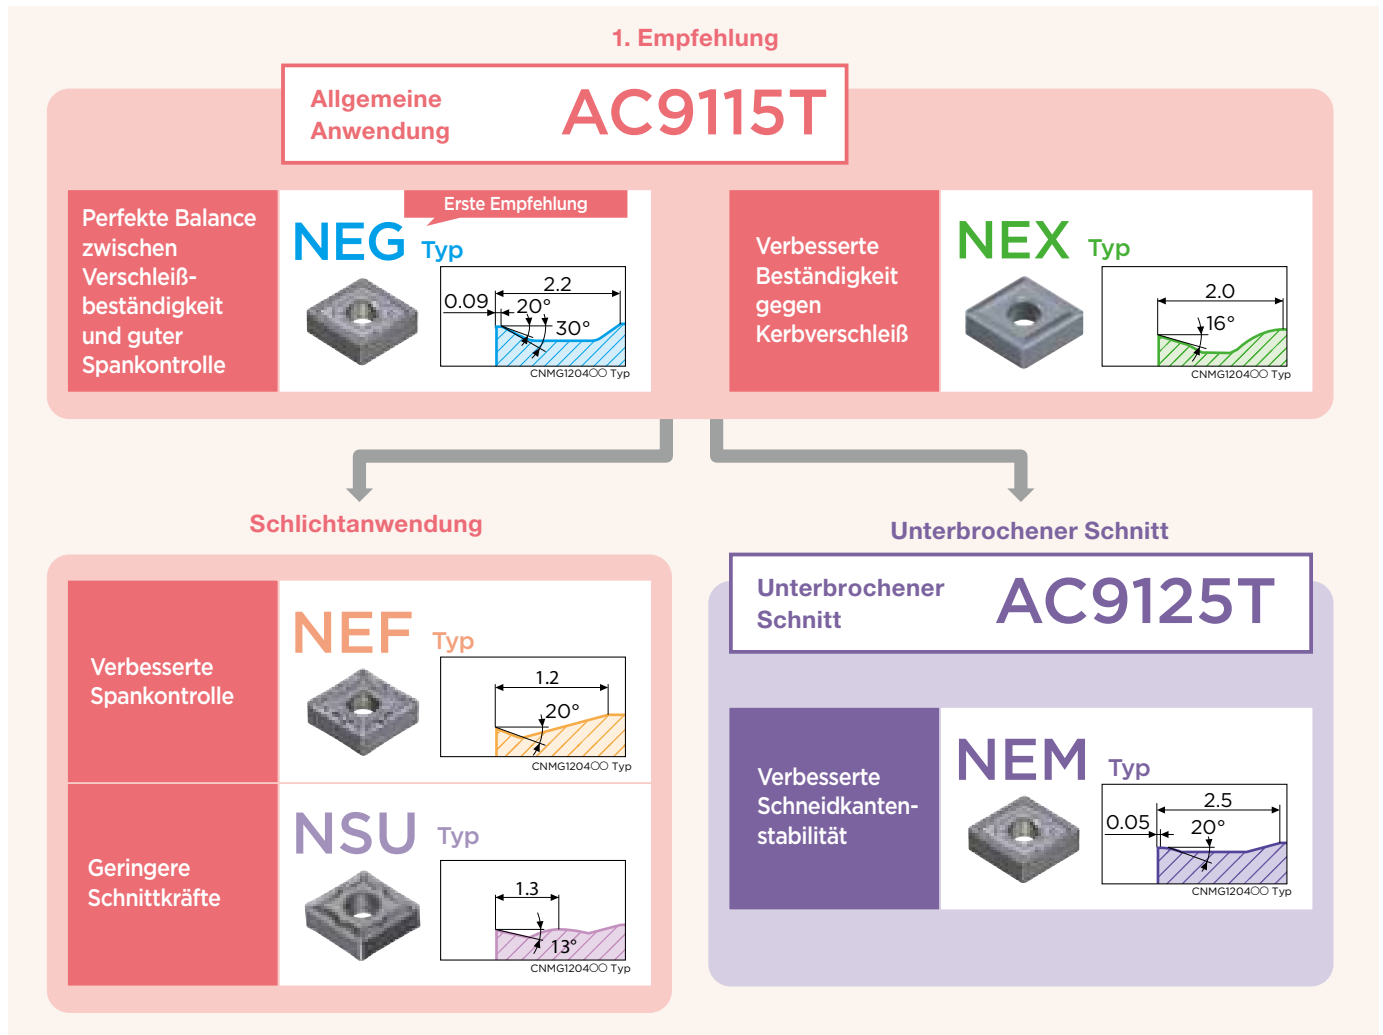 1. Empfehlung
Allgemeine
Anwendung
AC9115T
Perfekte Balance
zwischen
Verschleiß-
beständigkeit
und guter
Spankontrolle
Erste Empfehlung
NEG Typ
2.2
0.09
20°
30°
CNMG1204○○ Typ
Verbesserte
Beständigkeit
gegen
Kerbverschleiß
NEX Typ
2.0
16°
CNMG1204○○ Typ
Schlichtanwendung
Verbesserte
Spankontrolle
NEF Typ
1.2
20°
CNMG1204○○ Typ
Geringere
Schnittkräfte
NSU Typ
1.3
13°
CNMG1204○○ Typ
Unterbrochener Schnitt
Unterbrochener
Schnitt
AC9125T
Verbesserte
Schneidkanten-
stabilität
NEM Typ
2.5
0.05
20°
CNMG1204○○ Typ